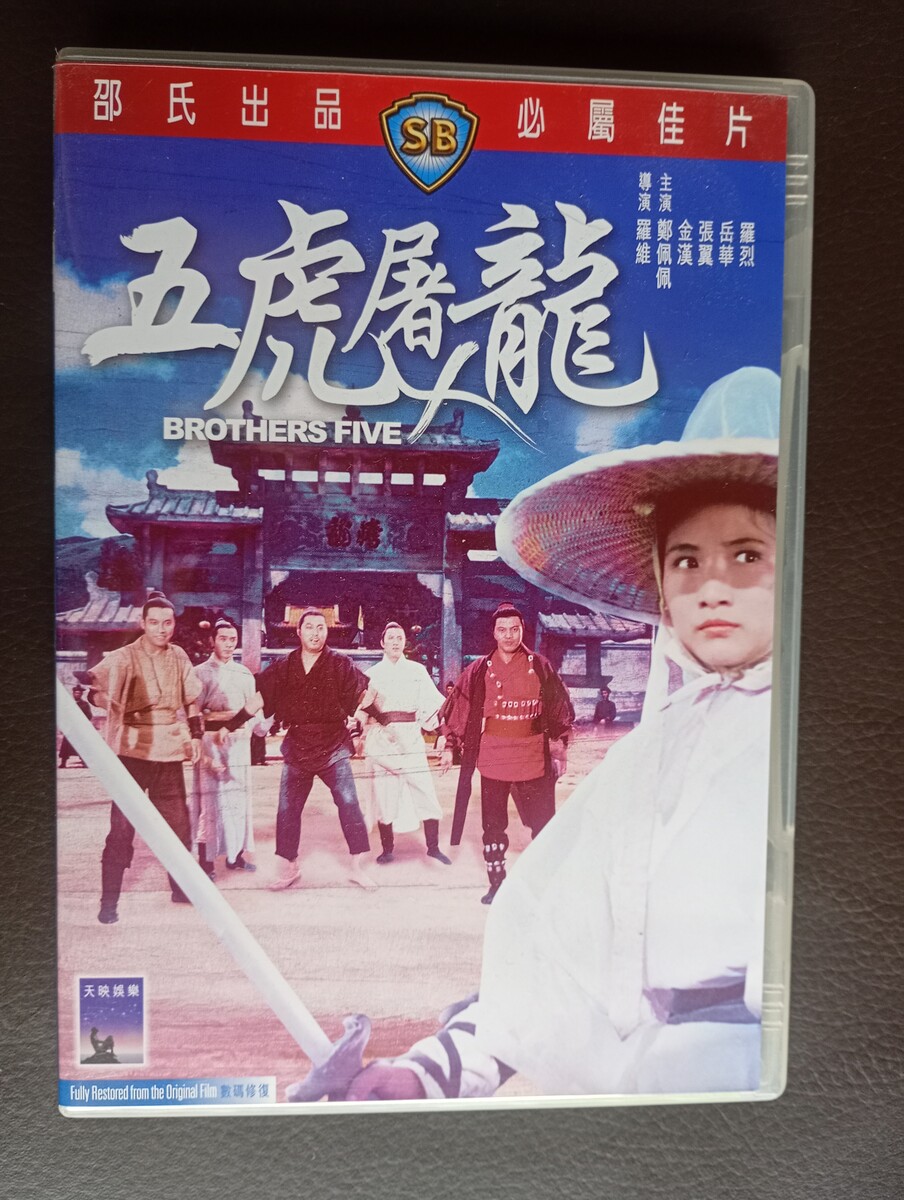 邵氏出品 SB 必屬佳片
導演 羅維
主演 鄭佩佩
金漢
張翼
岳華
羅烈
五虎屠龍
BROTHERS FIVE
天映娛樂
Fully Restored from the Original Film 數碼修復